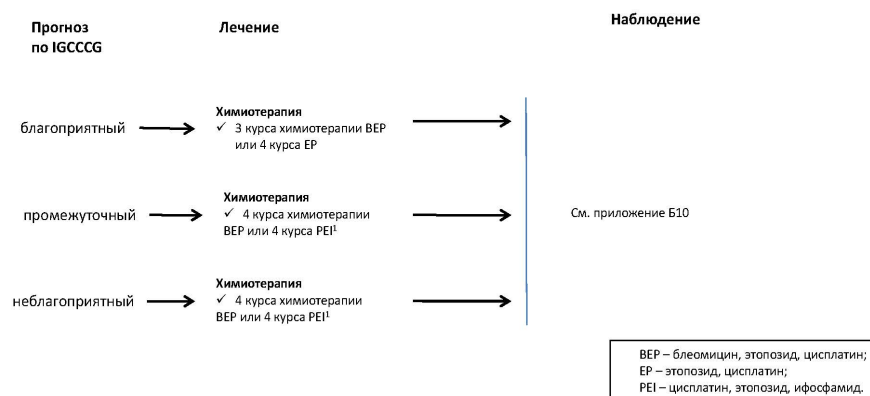 Прогноз
по IGCCCG
Лечение
Наблюдение
благоприятный
Химиотерапия
✓ 3 курса химиотерапии BEP
или 4 курса EP
промежуточный
Химиотерапия
✓ 4 курса химиотерапии
BEP или 4 курса PEI¹
См. приложение Б10
неблагоприятный
Химиотерапия
✓ 4 курса химиотерапии
BEP или 4 курса PEI¹
BEP – блеомицин, этопозид, цисплатин;
EP – этопозид, цисплатин;
PEI – цисплатин, этопозид, ифосфамид.